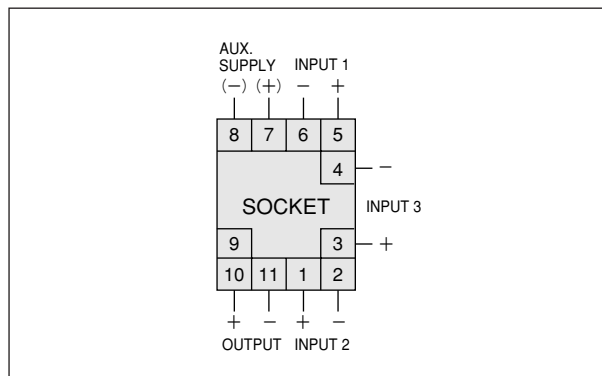 AUX.
SUPPLY INPUT 1
(−) (+) − +
8 7 6 5
4 −
SOCKET INPUT 3
9 3 +
10 11 1 2
+ − + −
OUTPUT INPUT 2